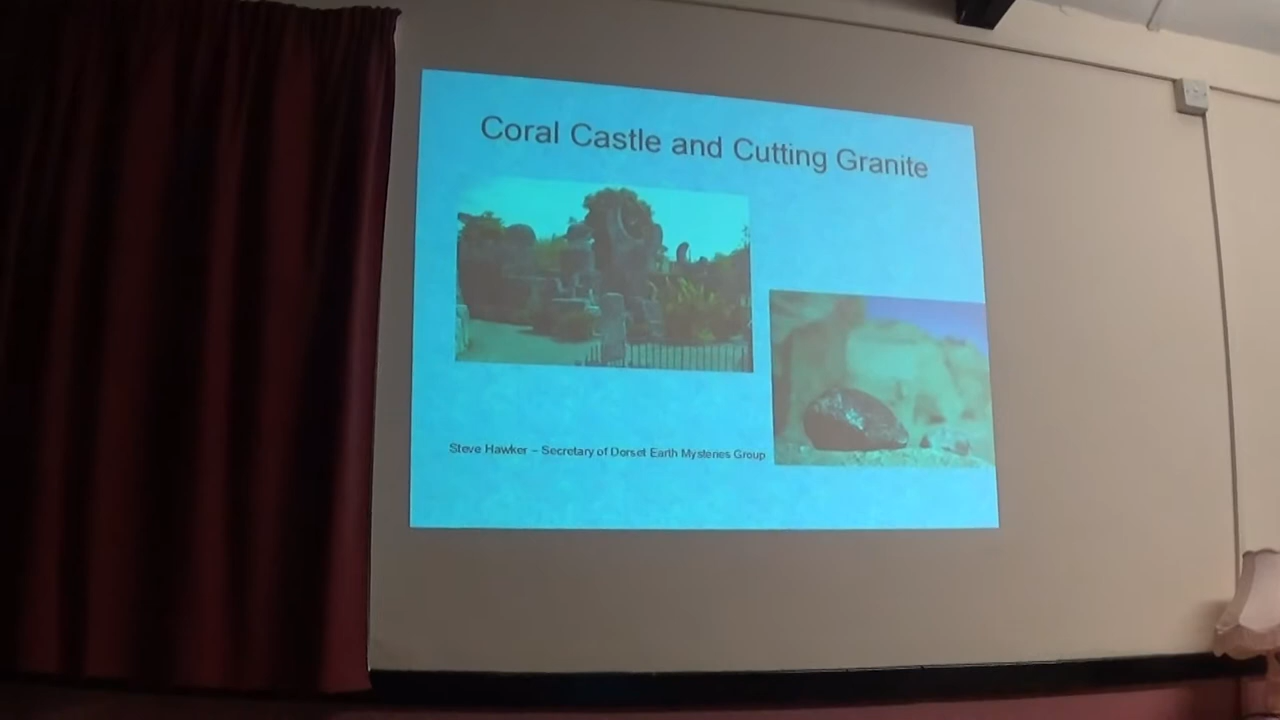 Coral Castle and Cutting Granite
Steve Hawker – Secretary of Dorset Earth Mysteries Group